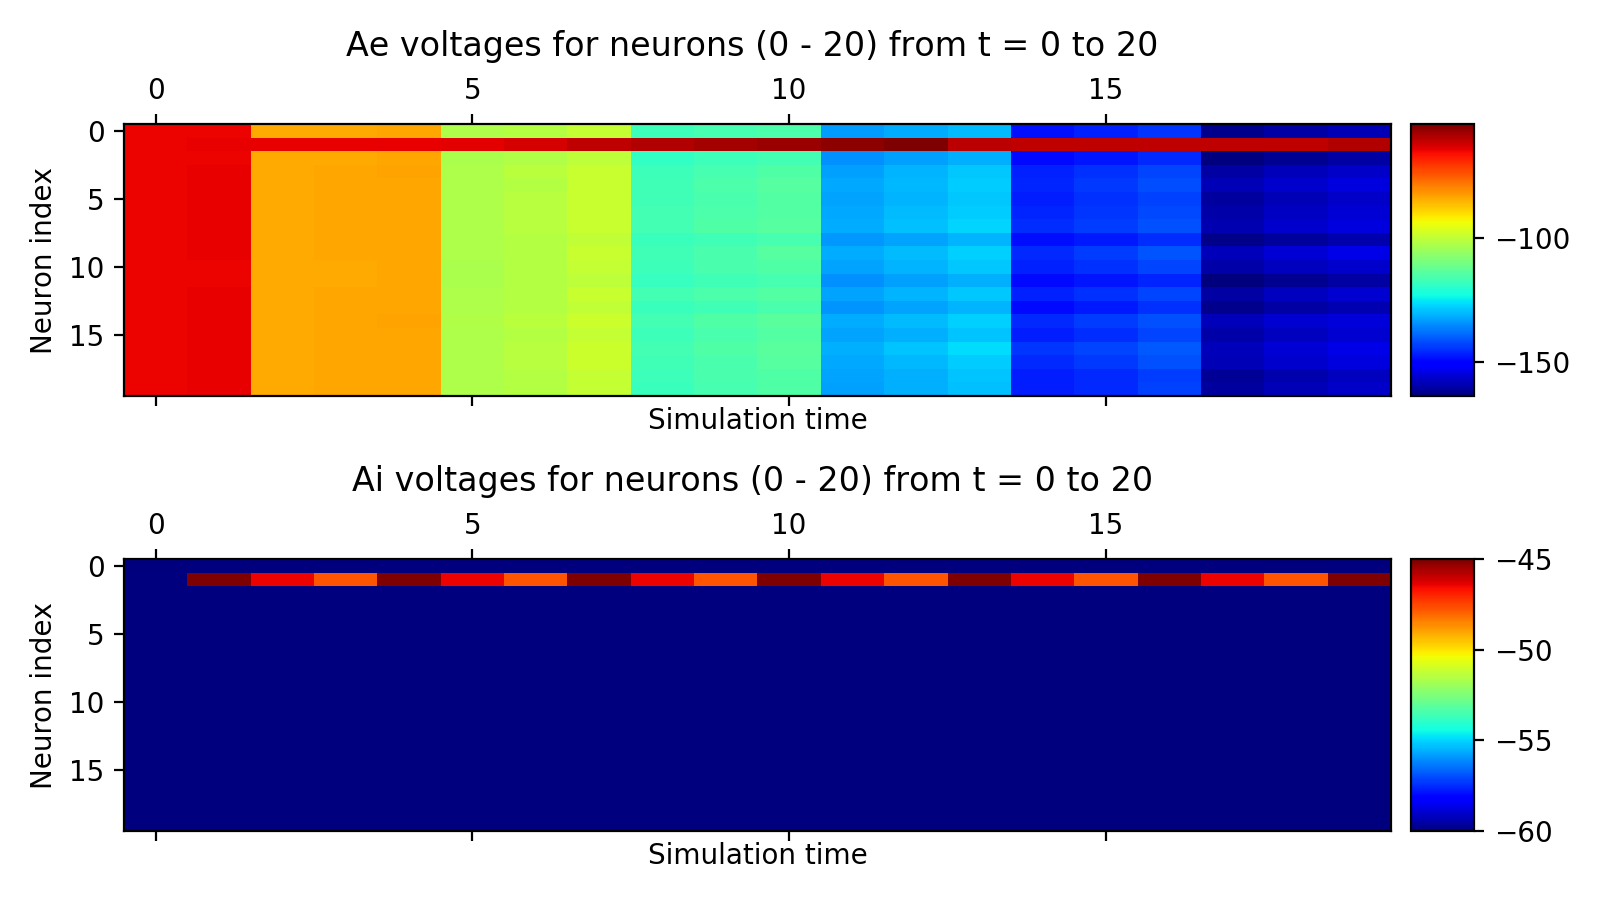 Ae voltages for neurons (0 - 20) from t = 0 to 20
0 5 10 15
0
5
10
15
Neuron index
Simulation time
−100
−150
Ai voltages for neurons (0 - 20) from t = 0 to 20
0 5 10 15
0
5
10
15
Neuron index
Simulation time
−45
−50
−55
−60